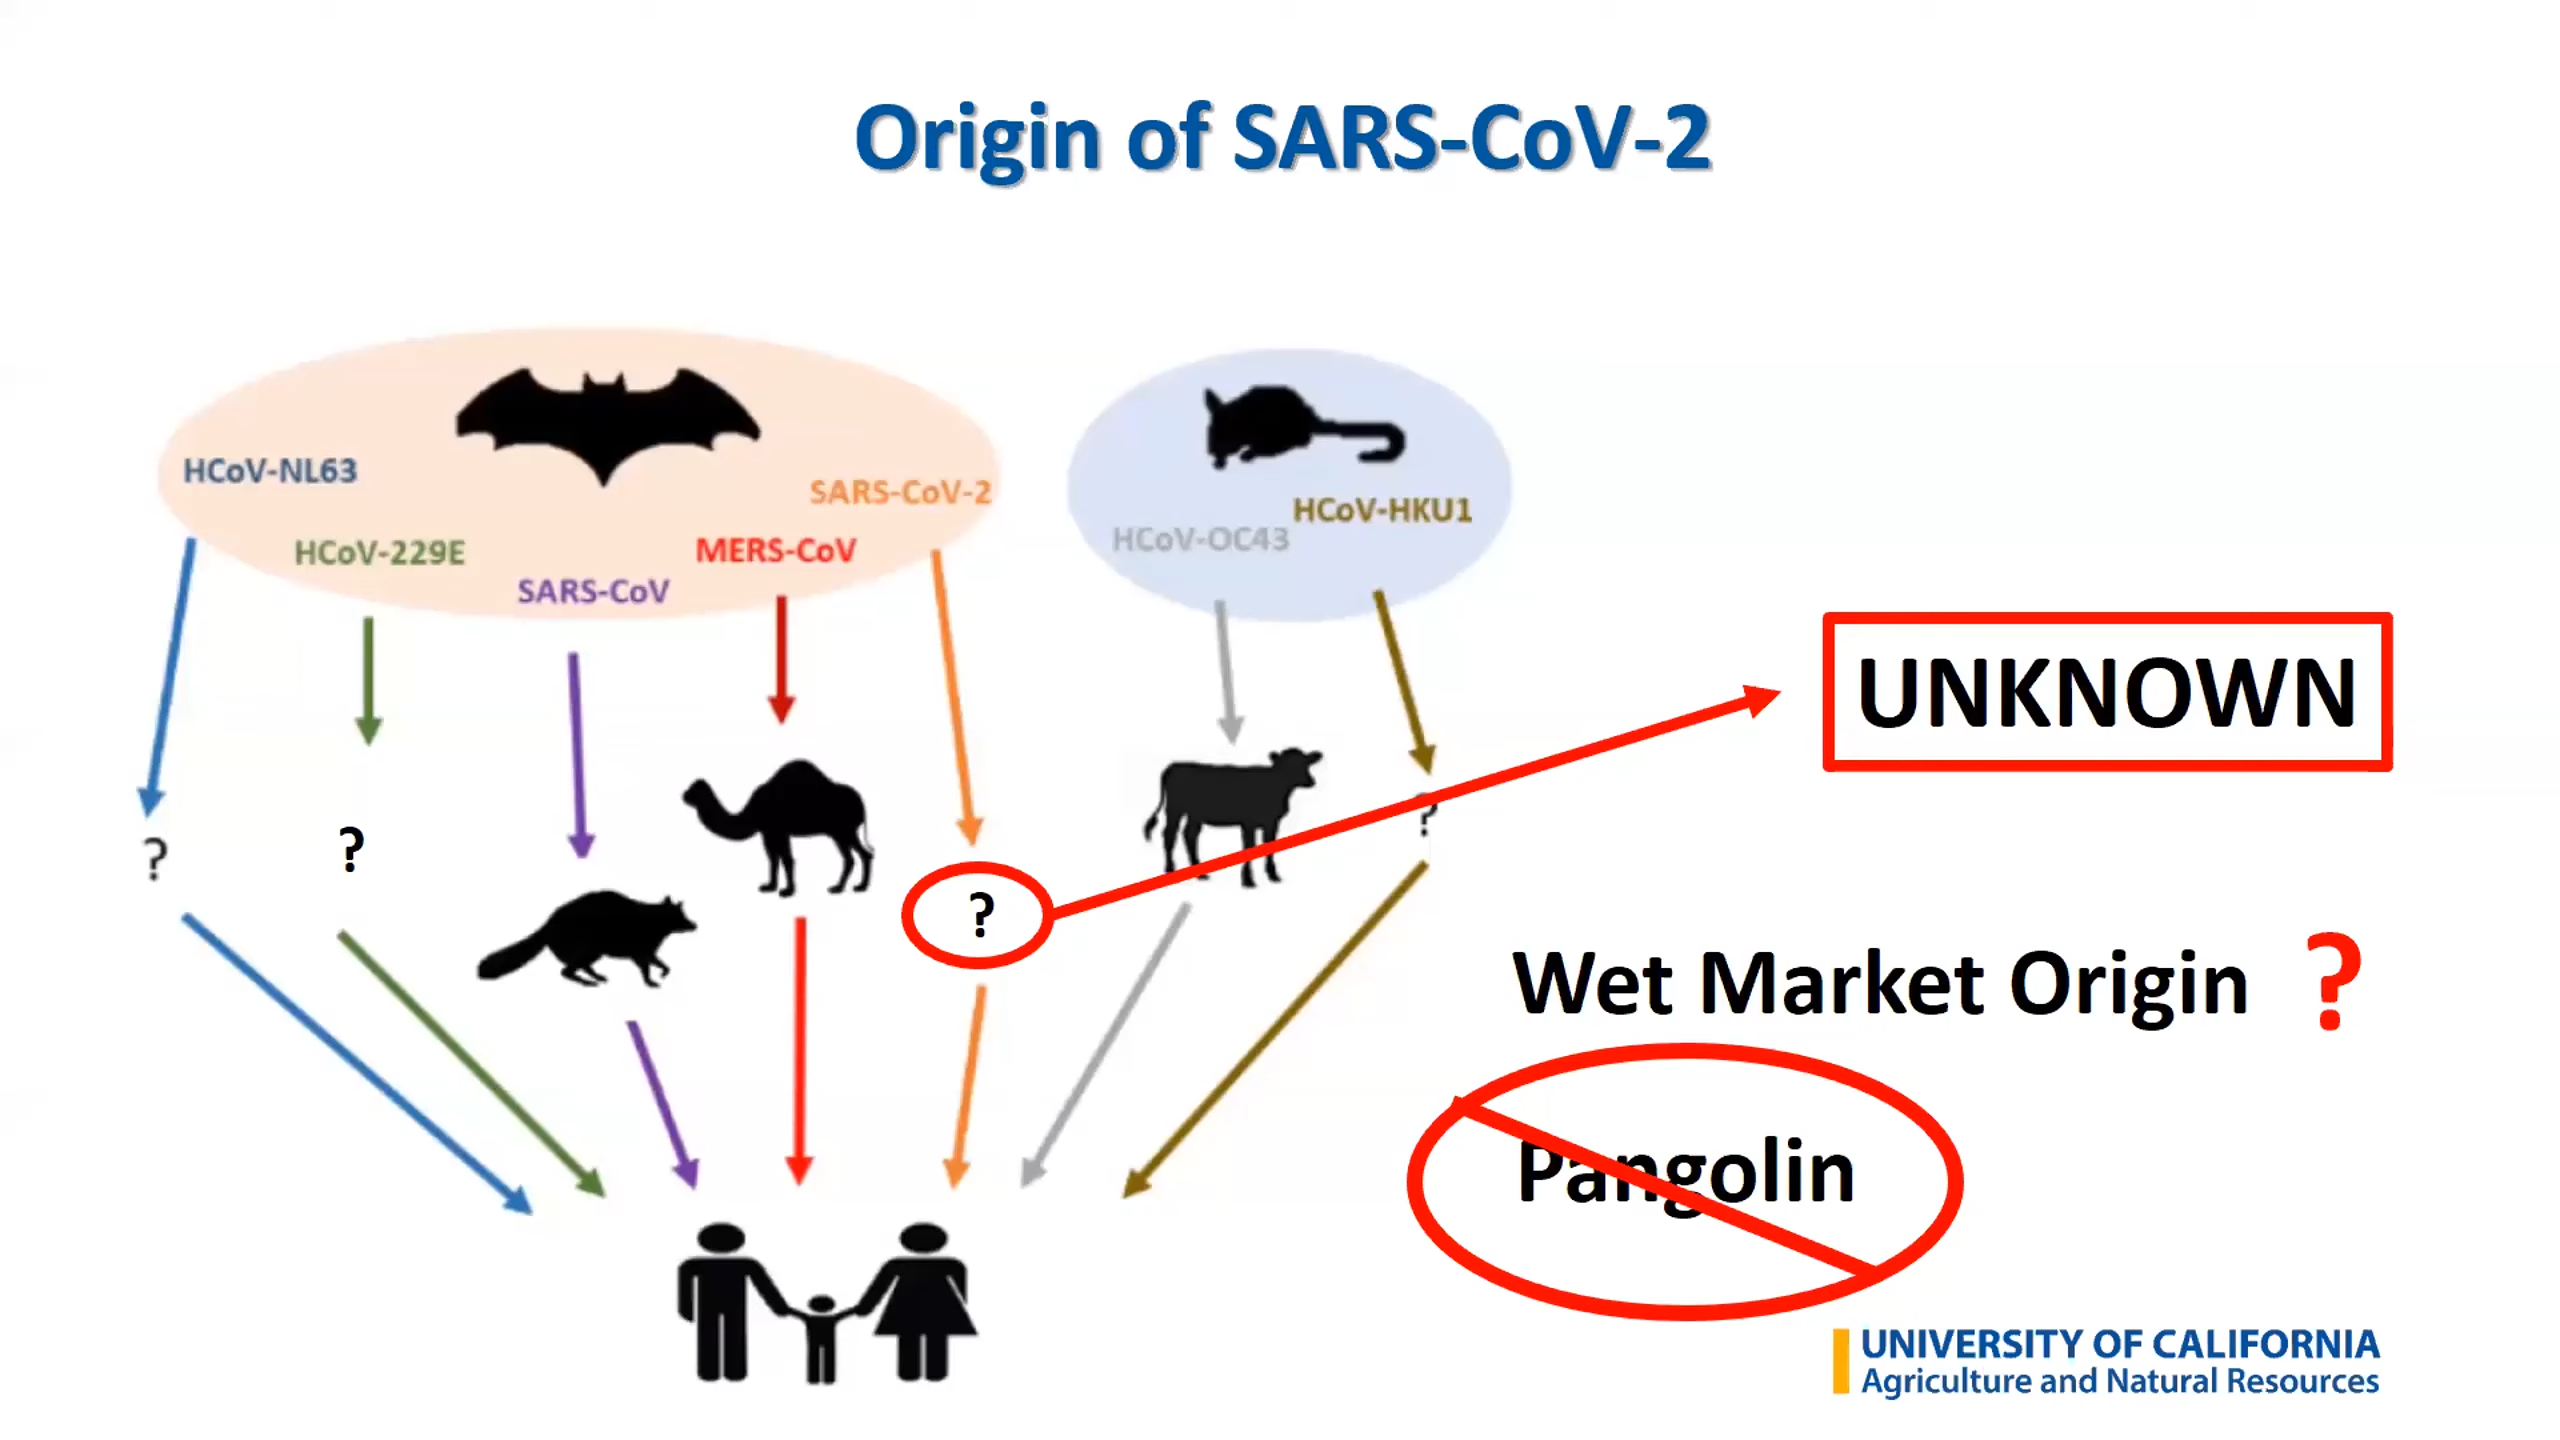 Origin of SARS-CoV-2
HCoV-NL63
SARS-CoV-2
HCoV-229E
MERS-CoV
SARS-CoV
HCoV-HKU1
HCoV-OC43
?
?
?
?
UNKNOWN
Wet Market Origin ?
Pangolin
UNIVERSITY OF CALIFORNIA
Agriculture and Natural Resources